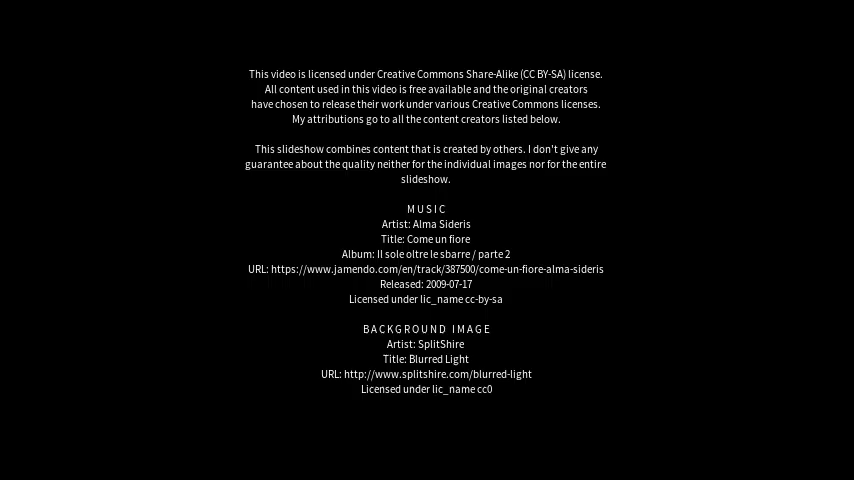 This video is licensed under Creative Commons Share-Alike (CC BY-SA) license.
All content used in this video is free available and the original creators
have chosen to release their work under various Creative Commons licenses.
My attributions go to all the content creators listed below.
This slideshow combines content that is created by others. I don't give any
guarantee about the quality neither for the individual images nor for the entire
slideshow.
MUSIC
Artist: Alma Sideris
Title: Come un fiore
Album: Il sole oltre le sbarre / parte 2
URL: https://www.jamendo.com/en/track/387500/come-un-fiore-alma-sideris
Released: 2009-07-17
Licensed under lic_name cc-by-sa
BACKGROUND IMAGE
Artist: SplitShire
Title: Blurred Light
URL: http://www.splitshire.com/blurred-light
Licensed under lic_name cc0